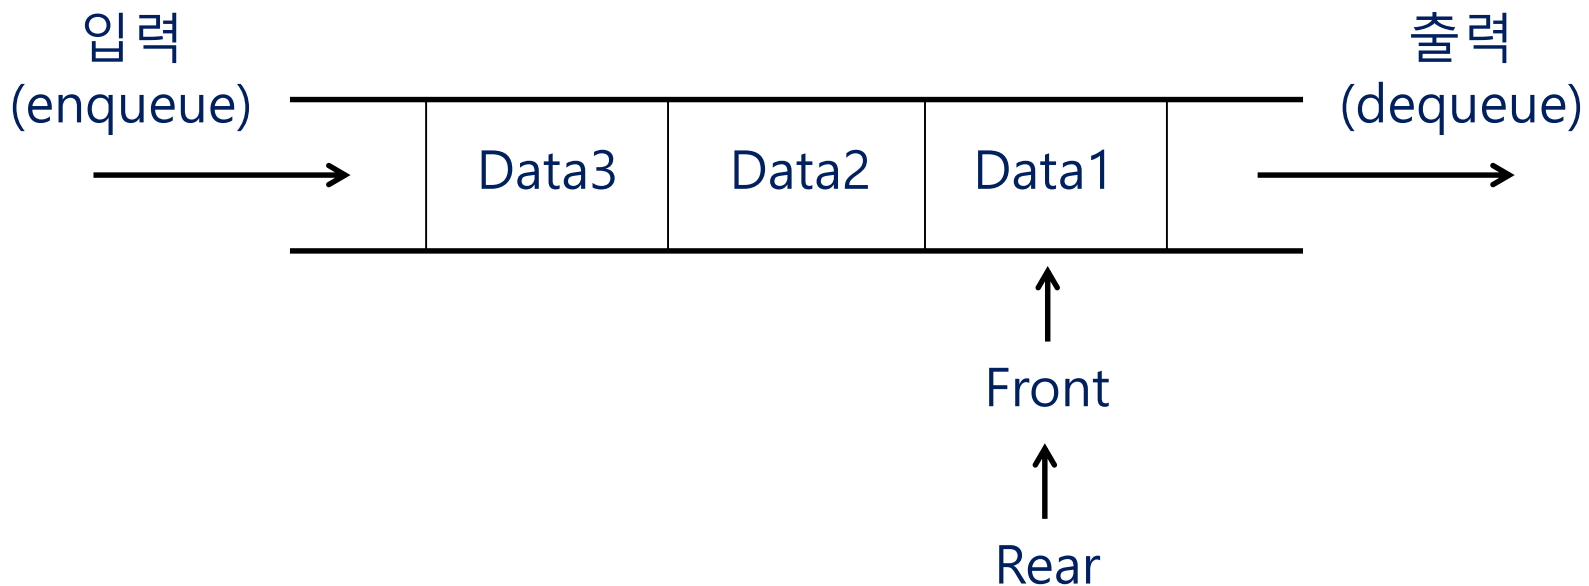 입력
(enqueue)
출력
(dequeue)
Data3 Data2 Data1
Front
Rear